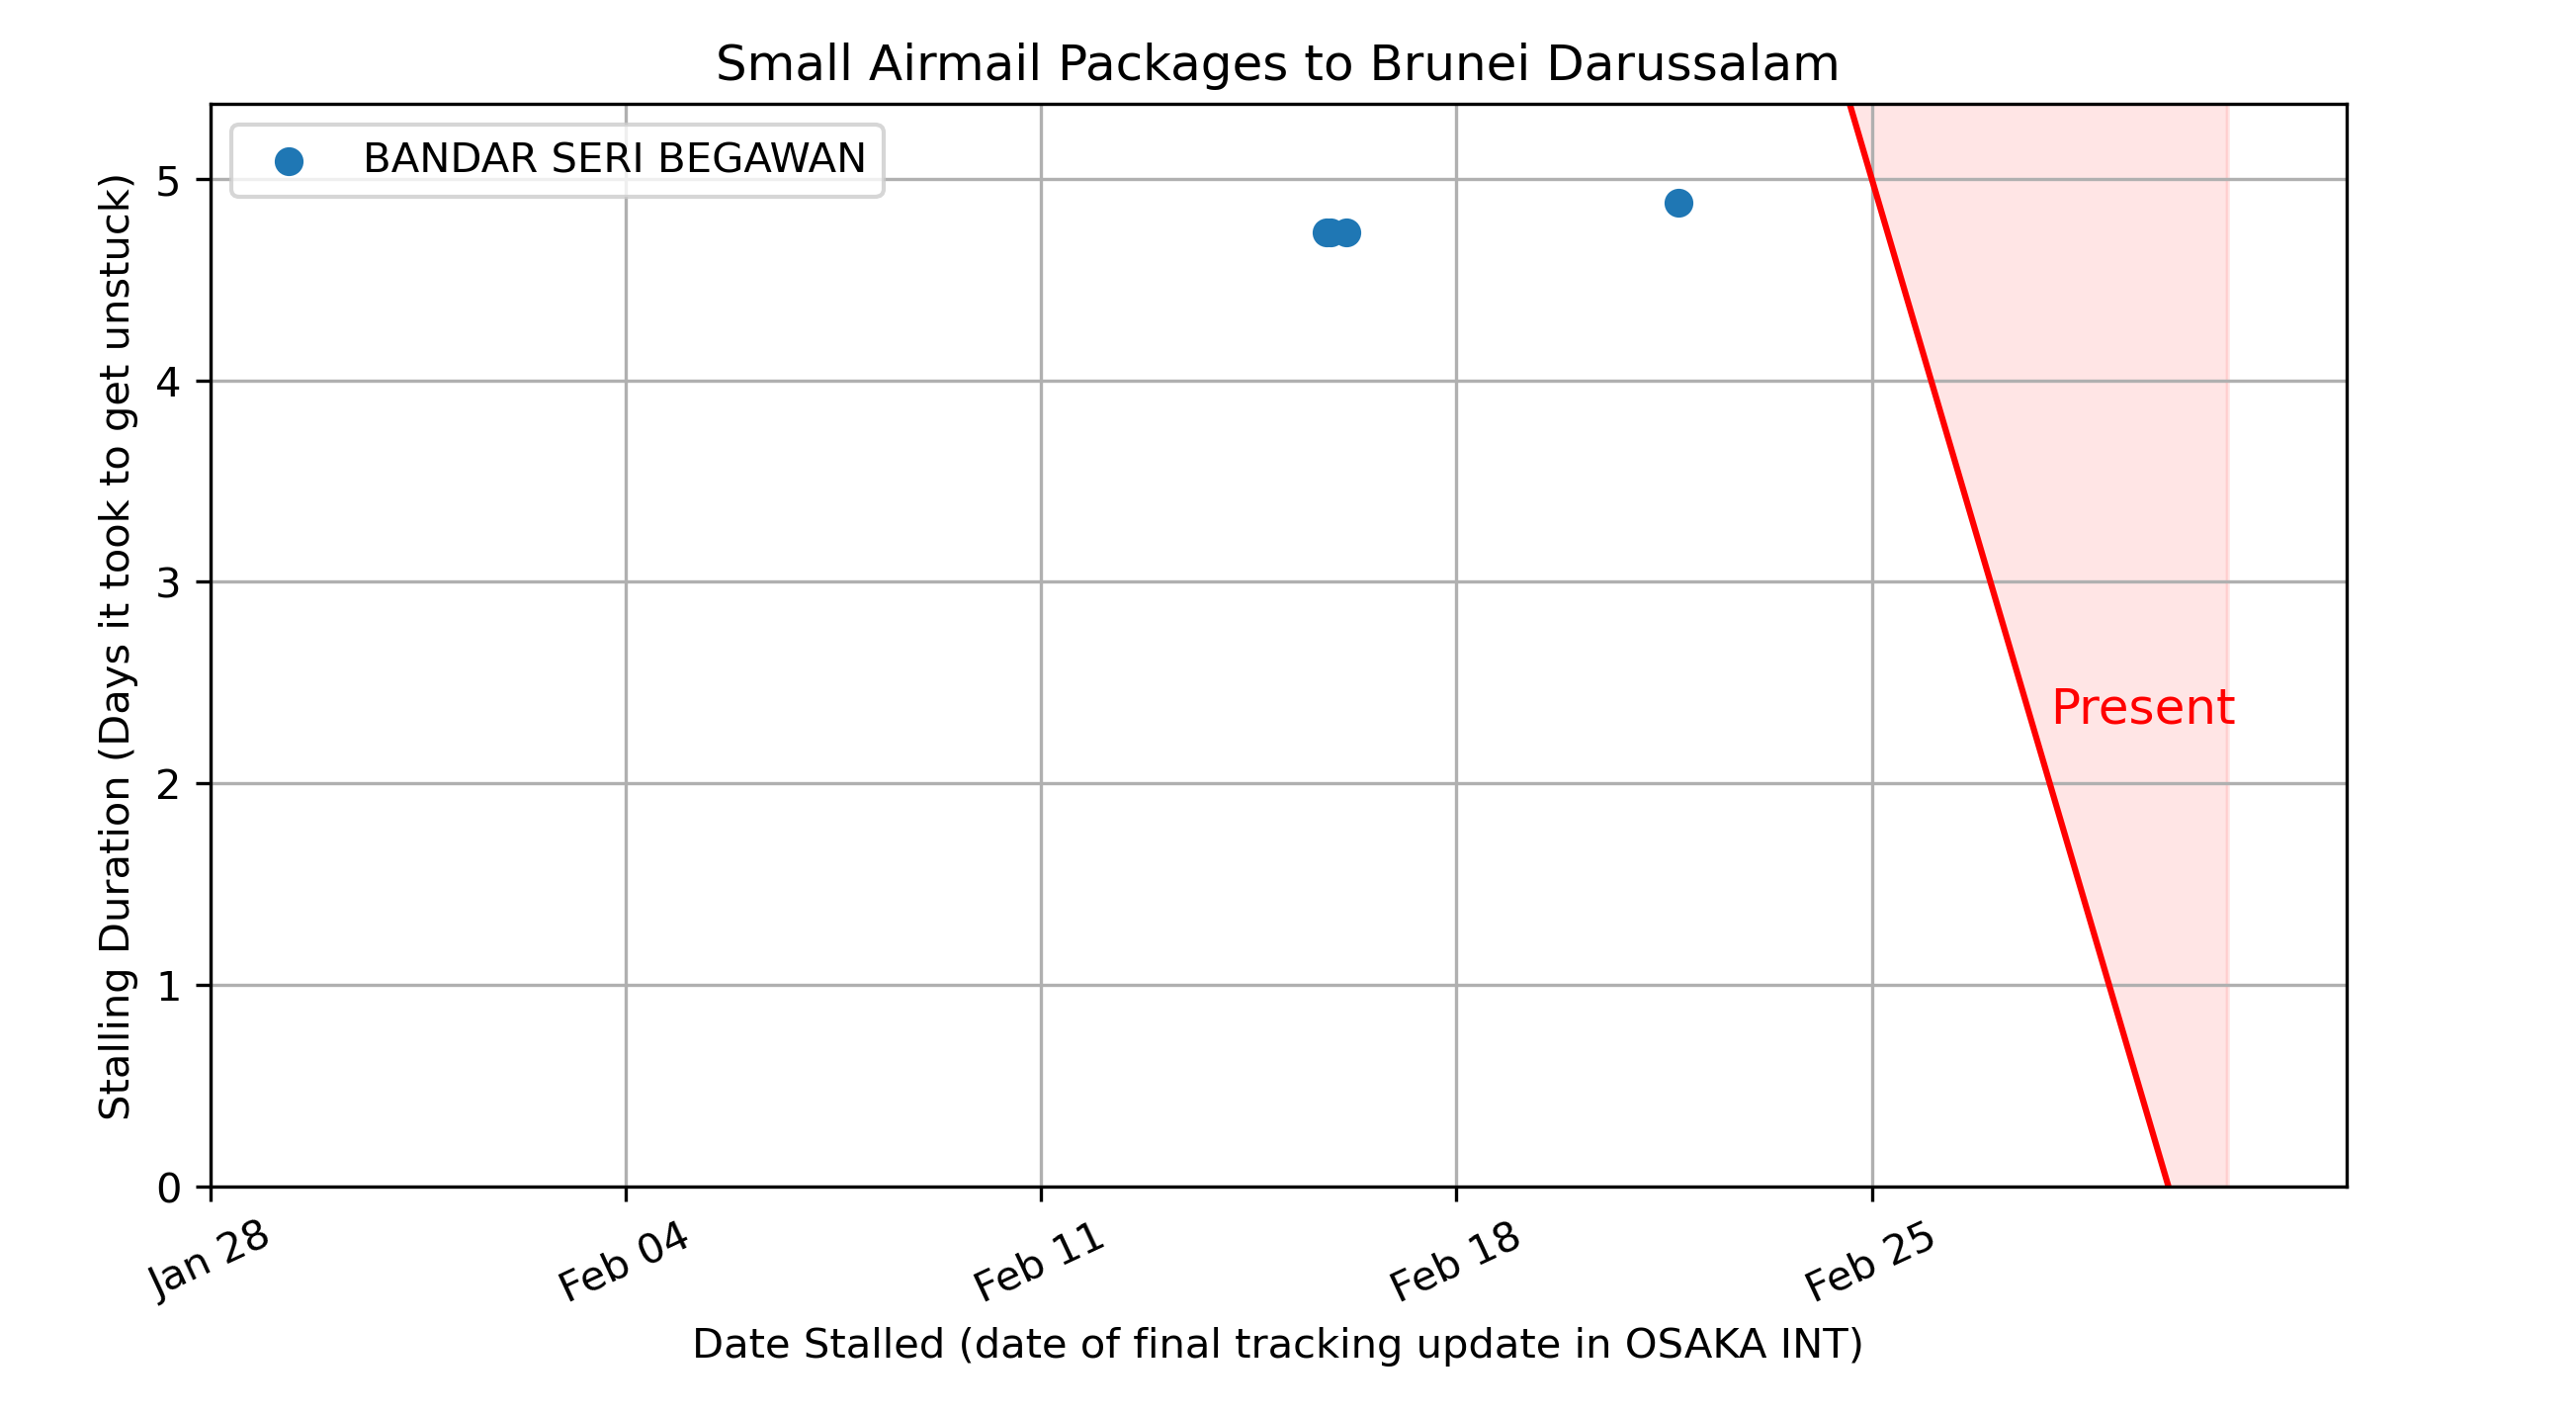 Small Airmail Packages to Brunei Darussalam
BANDAR SERI BEGAWAN
Stalling Duration (Days it took to get unstuck)
5
4
3
2
1
0
Present
Jan 28
Feb 04
Feb 11
Feb 18
Feb 25
Date Stalled (date of final tracking update in OSAKA INT)